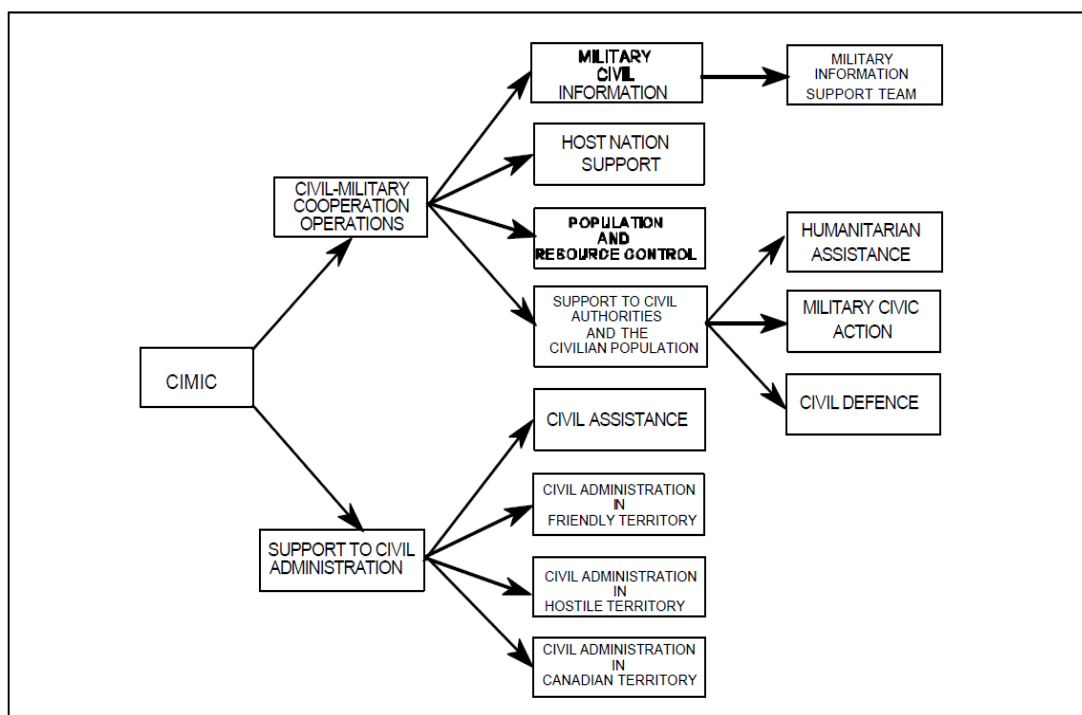 MILITARY
CIVIL
INFORMATION
MILITARY
INFORMATION
SUPPORT TEAM
HOST NATION
SUPPORT
CIVIL-MILITARY
COOPERATION
OPERATIONS
POPULATION
AND
RESOURCE CONTROL
HUMANITARIAN
ASSISTANCE
SUPPORT TO CIVIL
AUTHORITIES
AND THE
CIVILIAN POPULATION
MILITARY CIVIC
ACTION
CIMIC
CIVIL DEFENCE
CIVIL ASSISTANCE
CIVIL ADMINISTRATION
IN
FRIENDLY TERRITORY
SUPPORT TO CIVIL
ADMINISTRATION
CIVIL ADMINISTRATION
IN
HOSTILE TERRITORY
CIVIL ADMINISTRATION
IN
CANADIAN TERRITORY